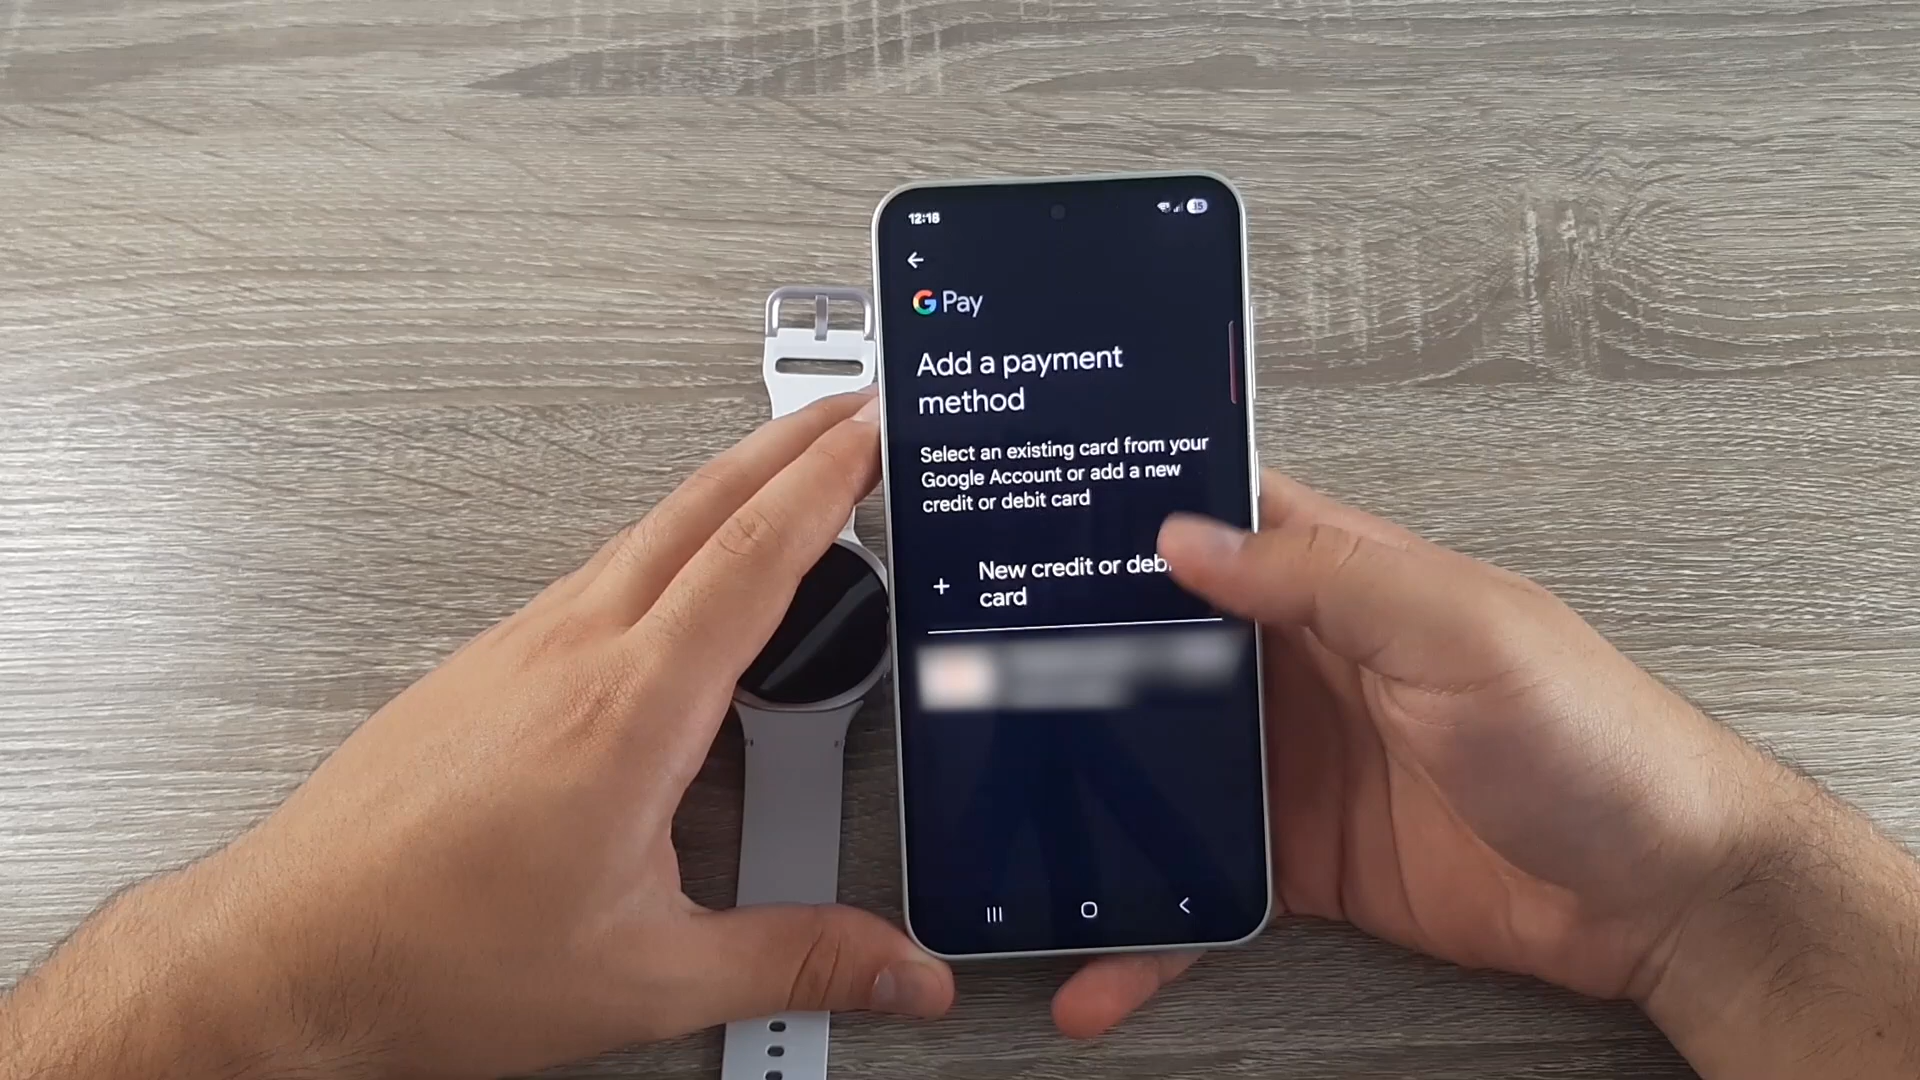 12:18
15
G Pay
Add a payment
method
Select an existing card from your
Google Account or add a new
credit or debit card
+ New credit or deb
card